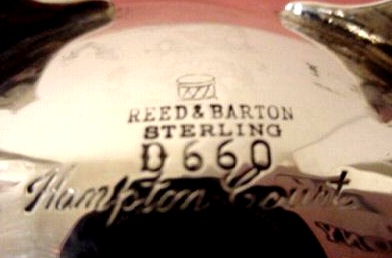 REED & BARTON
STERLING
D660
Hampton Court